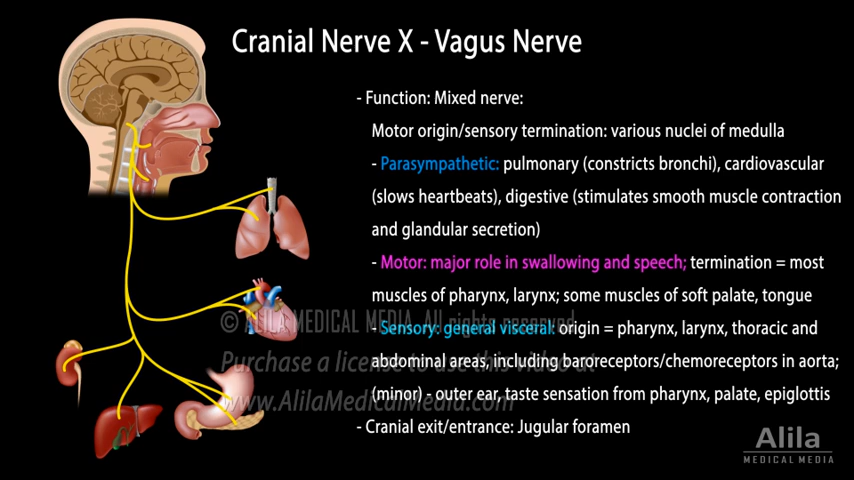 Cranial Nerve X - Vagus Nerve
- Function: Mixed nerve:
Motor origin/sensory termination: various nuclei of medulla
- Parasympathetic: pulmonary (constricts bronchi), cardiovascular
(slows heartbeats), digestive (stimulates smooth muscle contraction
and glandular secretion)
- Motor: major role in swallowing and speech; termination = most
muscles of pharynx, larynx; some muscles of soft palate, tongue
© ALILA MEDICAL MEDIA. All rights reserved.
- Sensory: general visceral: origin = pharynx, larynx, thoracic and
Purchase a license to use this video at
abdominal areas, including baroreceptors/chemoreceptors in aorta;
www.AlilaMedicalMedia.com
(minor) - outer ear, taste sensation from pharynx, palate, epiglottis
- Cranial exit/entrance: Jugular foramen
Alila
MEDICAL MEDIA